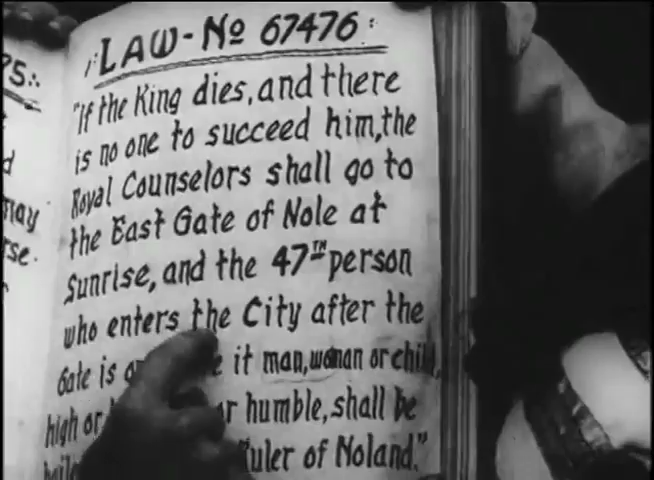 LAW-No 67476:
"If the King dies, and there
is no one to succeed him, the
Royal Counselors shall go to
the East Gate of Nole at
Sunrise, and the 47TH person
who enters the City after the
Gate is it man, woman or child,
high or or humble, shall be
Ruler of Noland."